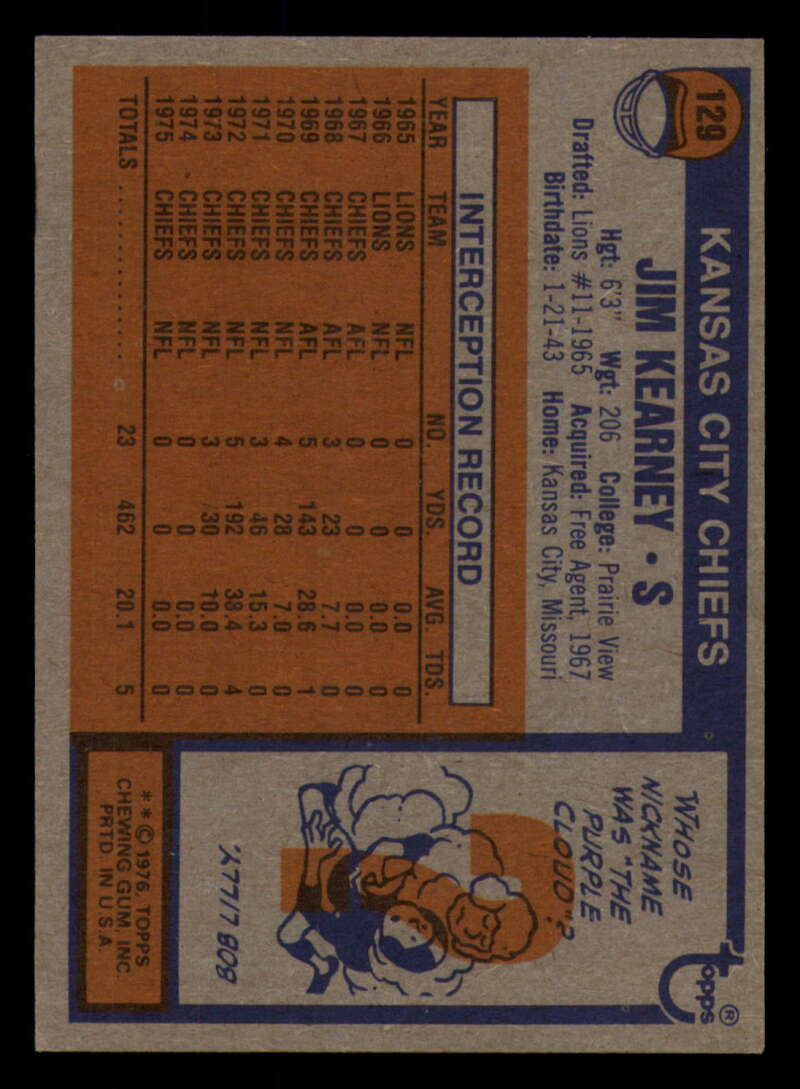 129
KANSAS CITY CHIEFS
JIM KEARNEY • S
Hgt: 6'3" Wgt: 206 College: Prairie View
Drafted: Lions #11-1965 Acquired: Free Agent, 1967
Birthdate: 1-21-43 Home: Kansas City, Missouri
INTERCEPTION RECORD
YEAR TEAM NO. YDS. AVG. TDS.
1965 LIONS NFL 0 0 0.0 0
1966 LIONS NFL 0 0 0.0 0
1967 CHIEFS AFL 0 0 0.0 0
1968 CHIEFS AFL 3 23 7.7 0
1969 CHIEFS AFL 5 143 28.6 1
1970 CHIEFS NFL 4 28 7.0 0
1971 CHIEFS NFL 3 46 15.3 0
1972 CHIEFS NFL 5 192 38.4 4
1973 CHIEFS NFL 3 30 10.0 0
1974 CHIEFS NFL 0 0 0.0 0
1975 CHIEFS NFL 0 0 0.0 0
TOTALS .......... 23 462 20.1 5
topps®
WHOSE
NICKNAME
WAS "THE
PURPLE
CLOUD"?
BOB LILLY
**© 1976, TOPPS
CHEWING GUM, INC.
PRTD. IN U.S.A.